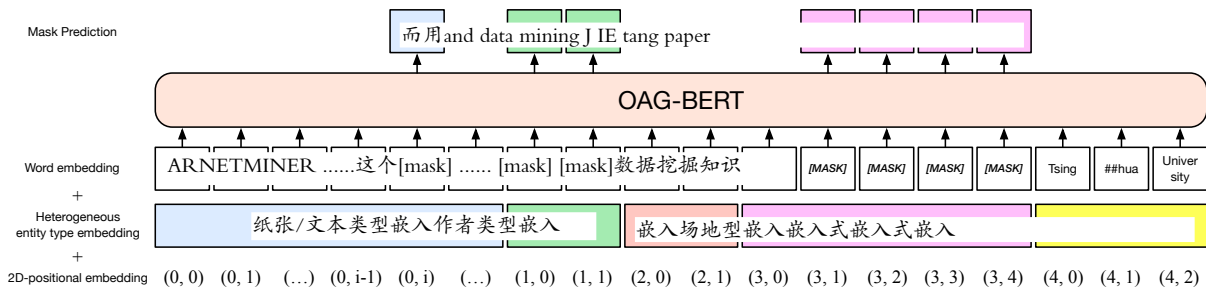 Mask Prediction
而用and data mining J IE tang paper
OAG-BERT
Word embedding
ARNETMINER ……这个[mask] …… [mask] [mask]数据挖掘知识 [MASK] [MASK] [MASK] [MASK] Tsing ##hua Univer
sity
+
Heterogeneous
entity type embedding
纸张/文本类型嵌入作者类型嵌入 嵌入场地型嵌入嵌入式嵌入式嵌入
+
2D-positional embedding (0, 0) (0, 1) (…) (0, i-1) (0, i) (…) (1, 0) (1, 1) (2, 0) (2, 1) (3, 0) (3, 1) (3, 2) (3, 3) (3, 4) (4, 0) (4, 1) (4, 2)